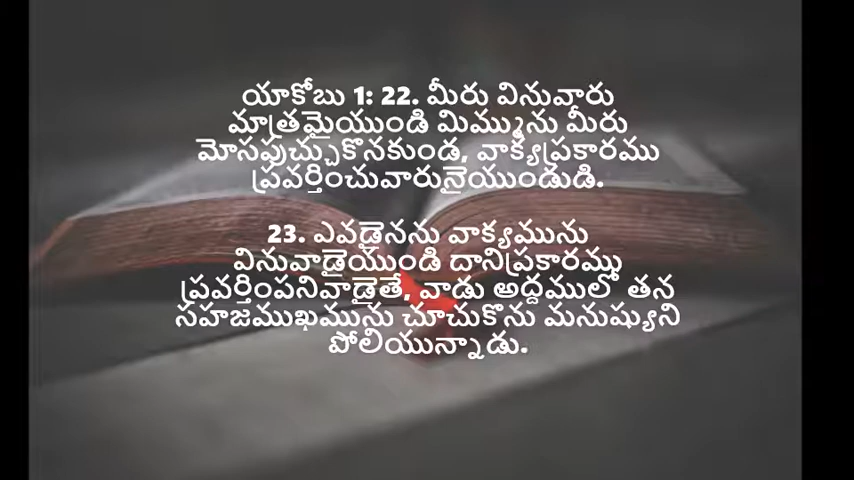 యాకోబు 1: 22. మీరు వినువారు
మాత్రమైయుండి మిమ్మును మీరు
మోసపుచ్చుకొనకుండ, వాక్యప్రకారము
ప్రవర్తించువారునైయుండుడి.
23. ఎవడైనను వాక్యమును
వినువాడైయుండి దానిప్రకారము
ప్రవర్తింపనివాడైతే, వాడు అద్దములో తన
సహజముఖమును చూచుకొను మనుష్యుని
పోలియున్నాడు.